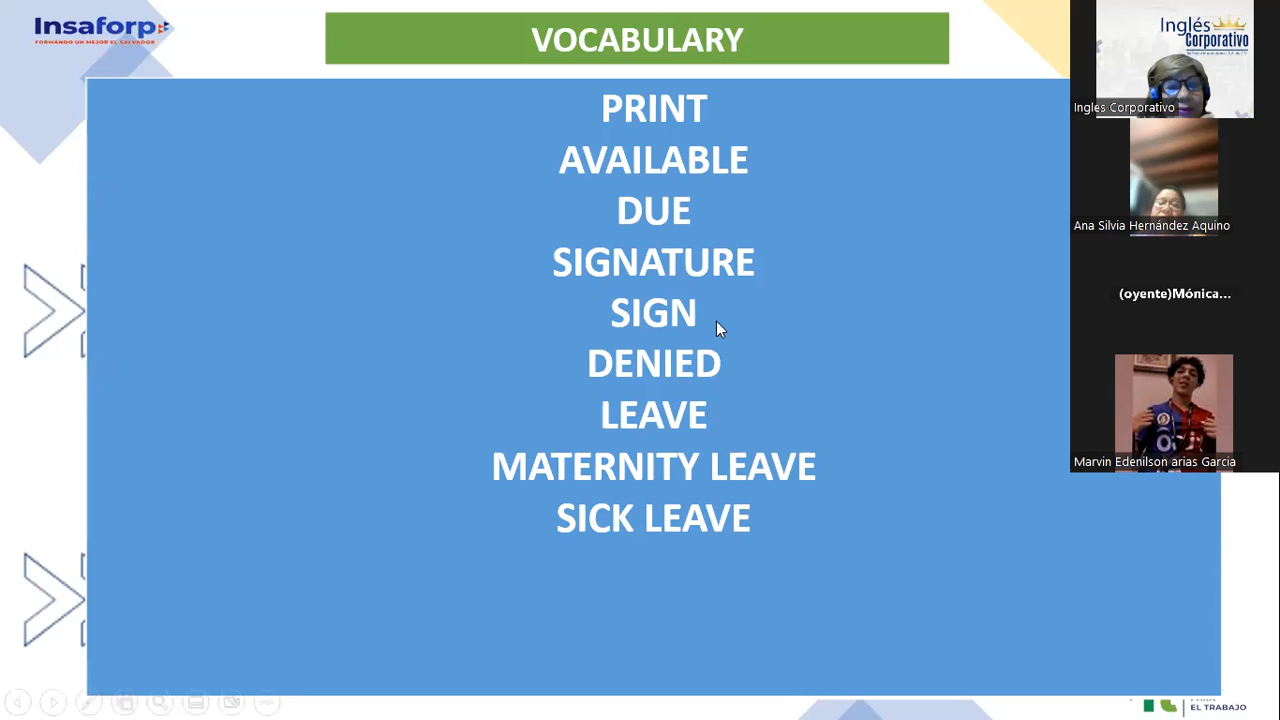 Insaforp
FORMANDO UN MEJOR EL SALVADOR
VOCABULARY
PRINT
AVAILABLE
DUE
SIGNATURE
SIGN
DENIED
LEAVE
MATERNITY LEAVE
SICK LEAVE
Inglés
Corporativo
Ingles Corporativo
Ana Silvia Hernández Aquino
(oyente)Mónica...
Marvin Edenilson arias Garcia
EL TRABAJO